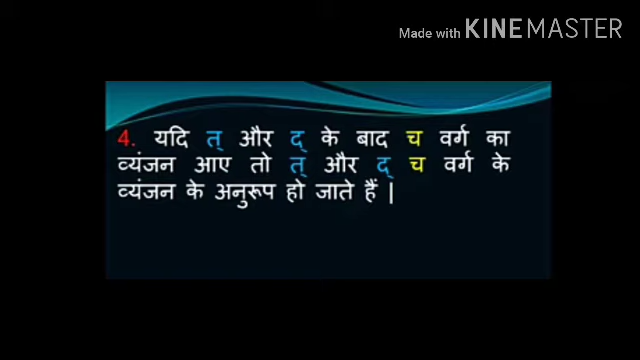 Made with KINEMASTER
4. यदि त् और द् के बाद च वर्ग का
व्यंजन आए तो त् और द् च वर्ग के
व्यंजन के अनुरूप हो जाते हैं |